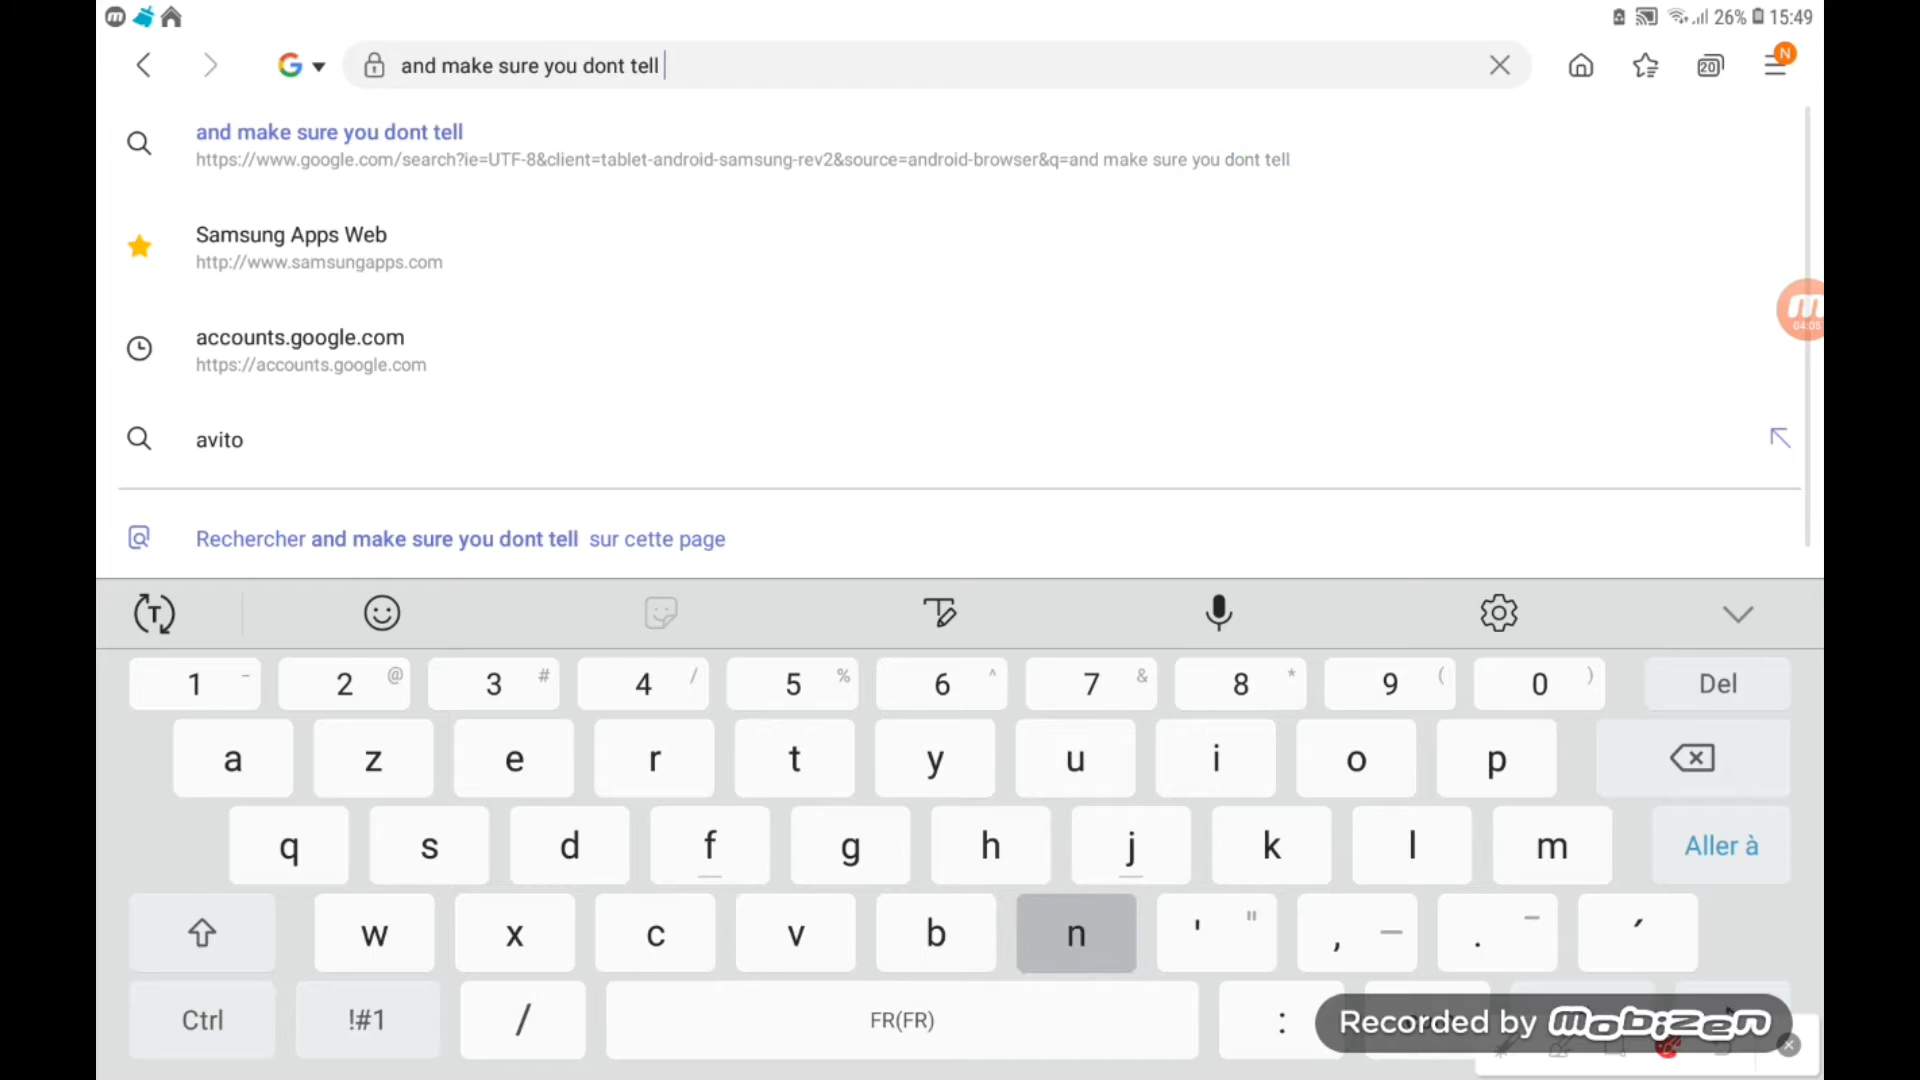 26% 15:49
and make sure you dont tell
20
N
and make sure you dont tell
https://www.google.com/search?ie=UTF-8&client=tablet-android-samsung-rev2&source=android-browser&q=and make sure you dont tell
Samsung Apps Web
http://www.samsungapps.com
m
04:05
accounts.google.com
https://accounts.google.com
avito
Rechercher and make sure you dont tell sur cette page
T
1 - 2 @ 3 # 4 / 5 % 6 ^ 7 & 8 * 9 ( 0 ) Del
a z e r t y u i o p
q s d f g h j k l m Aller à
w x c v b n ' " , — . – ´
Ctrl !#1 / FR(FR) :
Recorded by mobizen